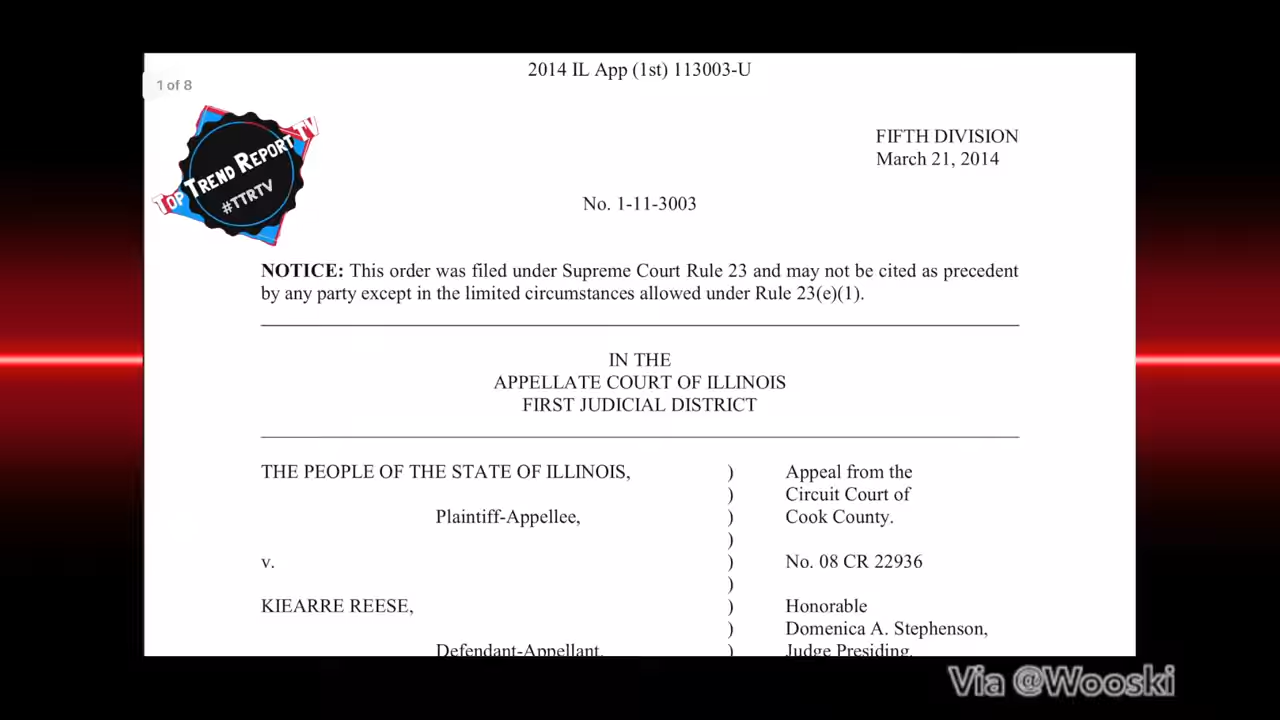 2014 IL App (1st) 113003-U
1 of 8
TOP TREND REPORT TV
#TTRTV
FIFTH DIVISION
March 21, 2014
No. 1-11-3003
NOTICE: This order was filed under Supreme Court Rule 23 and may not be cited as precedent
by any party except in the limited circumstances allowed under Rule 23(e)(1).
IN THE
APPELLATE COURT OF ILLINOIS
FIRST JUDICIAL DISTRICT
THE PEOPLE OF THE STATE OF ILLINOIS, ) Appeal from the
) Circuit Court of
Plaintiff-Appellee, ) Cook County.
)
v. ) No. 08 CR 22936
)
KIEARRE REESE, ) Honorable
) Domenica A. Stephenson,
Defendant-Appellant. ) Judge Presiding.
Via @Wooski